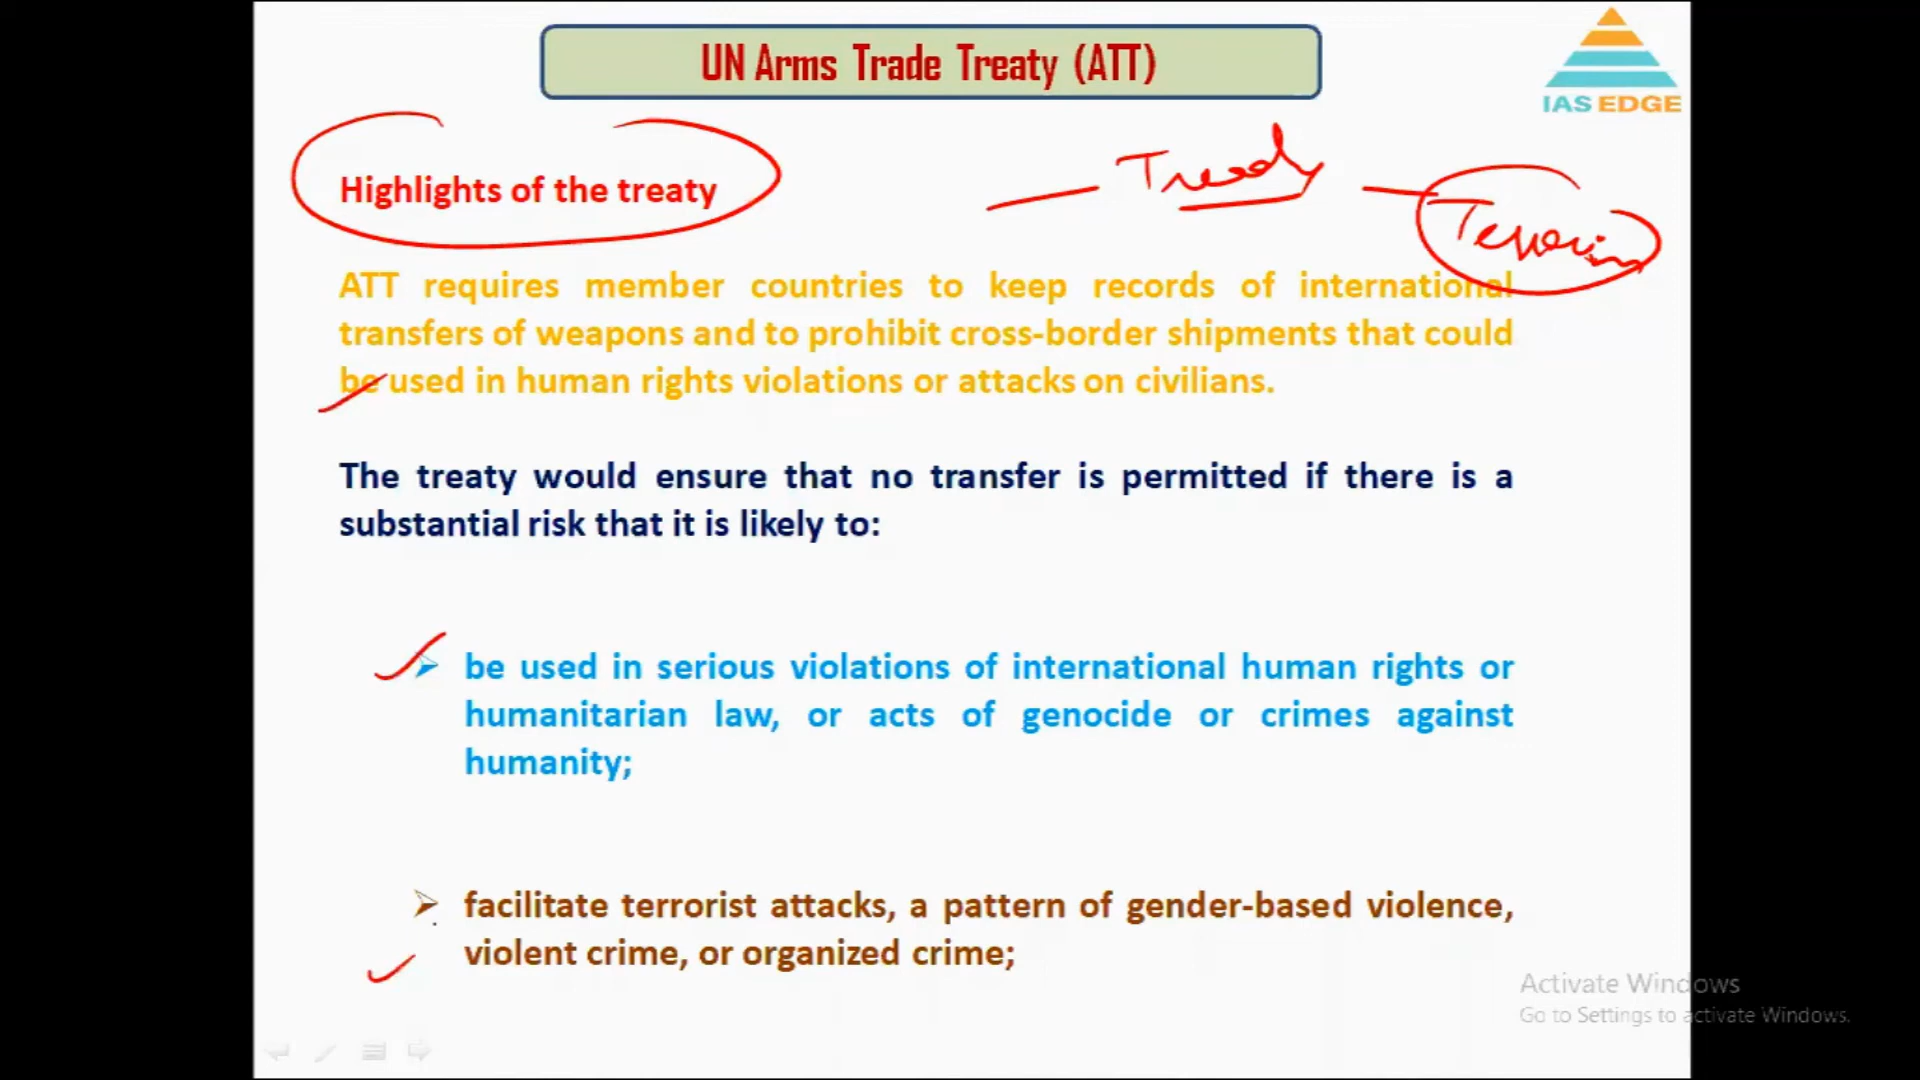 UN Arms Trade Treaty (ATT)
IAS EDGE
Highlights of the treaty
Treaty
Terrorism
ATT requires member countries to keep records of international
transfers of weapons and to prohibit cross-border shipments that could
be used in human rights violations or attacks on civilians.
The treaty would ensure that no transfer is permitted if there is a
substantial risk that it is likely to:
be used in serious violations of international human rights or
humanitarian law, or acts of genocide or crimes against
humanity;
facilitate terrorist attacks, a pattern of gender-based violence,
violent crime, or organized crime;
Activate Windows
Go to Settings to activate Windows.